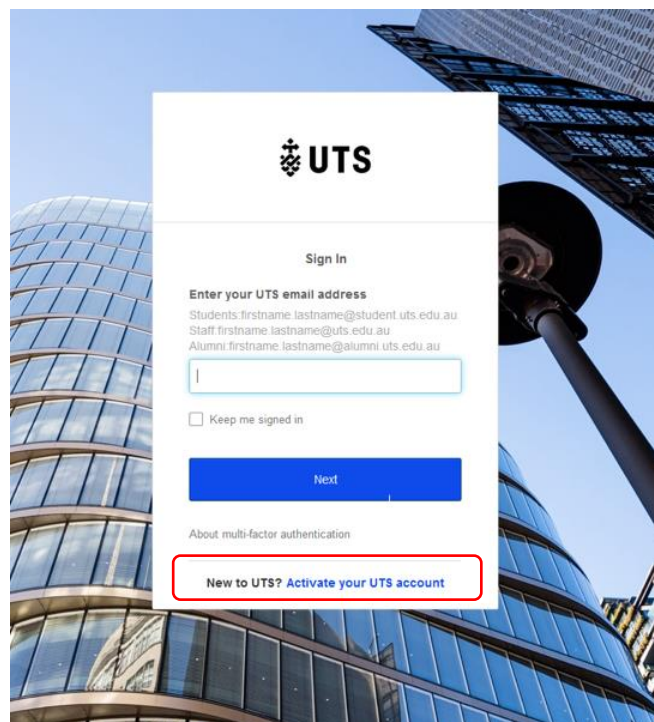 UTS
Sign In
Enter your UTS email address
Students:firstname.lastname@student.uts.edu.au
Staff:firstname.lastname@uts.edu.au
Alumni:firstname.lastname@alumni.uts.edu.au
Keep me signed in
Next
About multi-factor authentication
New to UTS? Activate your UTS account